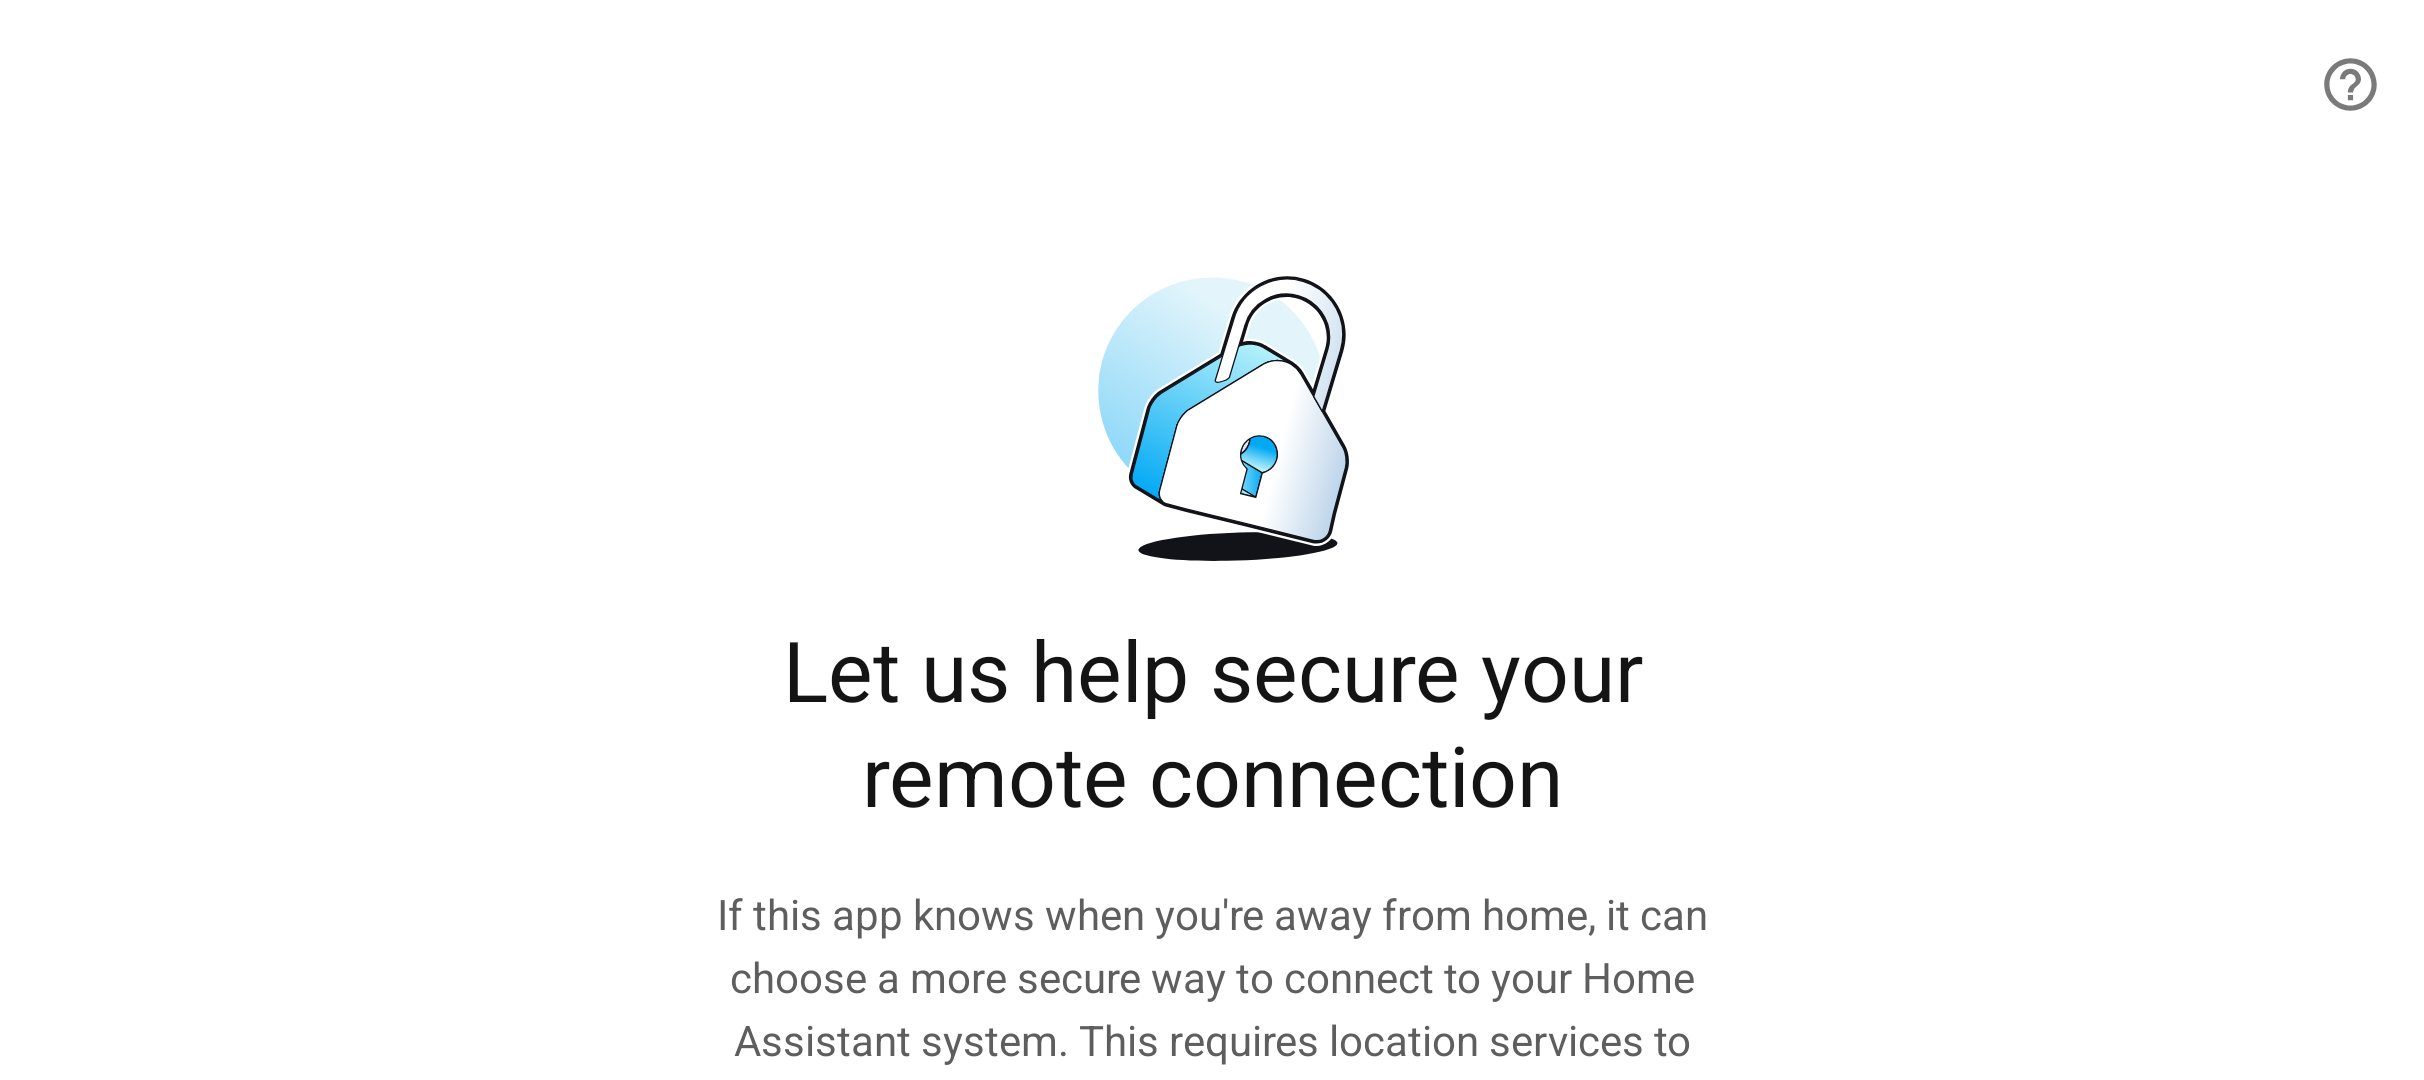 Let us help secure your
remote connection
If this app knows when you're away from home, it can
choose a more secure way to connect to your Home
Assistant system. This requires location services to